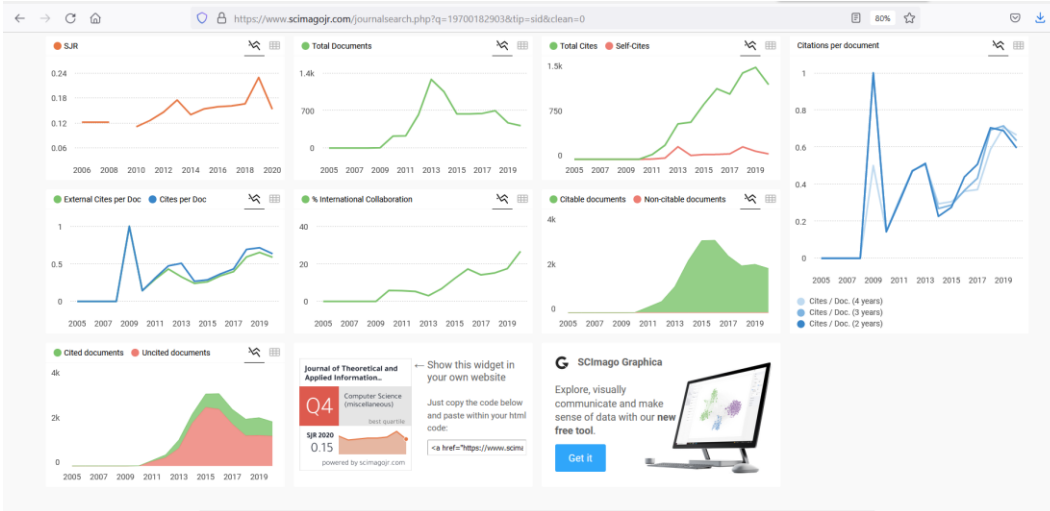 https://www.scimagojr.com/journalsearch.php?q=19700182903&tip=sid&clean=0
80%
SJR
0.24
0.18
0.12
0.06
2006 2008 2010 2012 2014 2016 2018 2020
Total Documents
1.4k
700
0
2005 2007 2009 2011 2013 2015 2017 2019
Total Cites Self-Cites
1.5k
750
0
2005 2007 2009 2011 2013 2015 2017 2019
Citations per document
1
0.8
0.6
0.4
0.2
0
2005 2007 2009 2011 2013 2015 2017 2019
Cites / Doc. (4 years)
Cites / Doc. (3 years)
Cites / Doc. (2 years)
External Cites per Doc Cites per Doc
1
0.5
0
2005 2007 2009 2011 2013 2015 2017 2019
% International Collaboration
40
20
0
2005 2007 2009 2011 2013 2015 2017 2019
Citable documents Non-citable documents
4k
2k
0
2005 2007 2009 2011 2013 2015 2017 2019
Cited documents Uncited documents
4k
2k
0
2005 2007 2009 2011 2013 2015 2017 2019
Journal of Theoretical and
Applied Information...
Q4
Computer Science
(miscellaneous)
best quartile
SJR 2020
0.15
powered by scimagojr.com
← Show this widget in
your own website
Just copy the code below
and paste within your html
code:
<a href="https://www.scima
SCImago Graphica
Explore, visually
communicate and make
sense of data with our new
free tool.
Get it